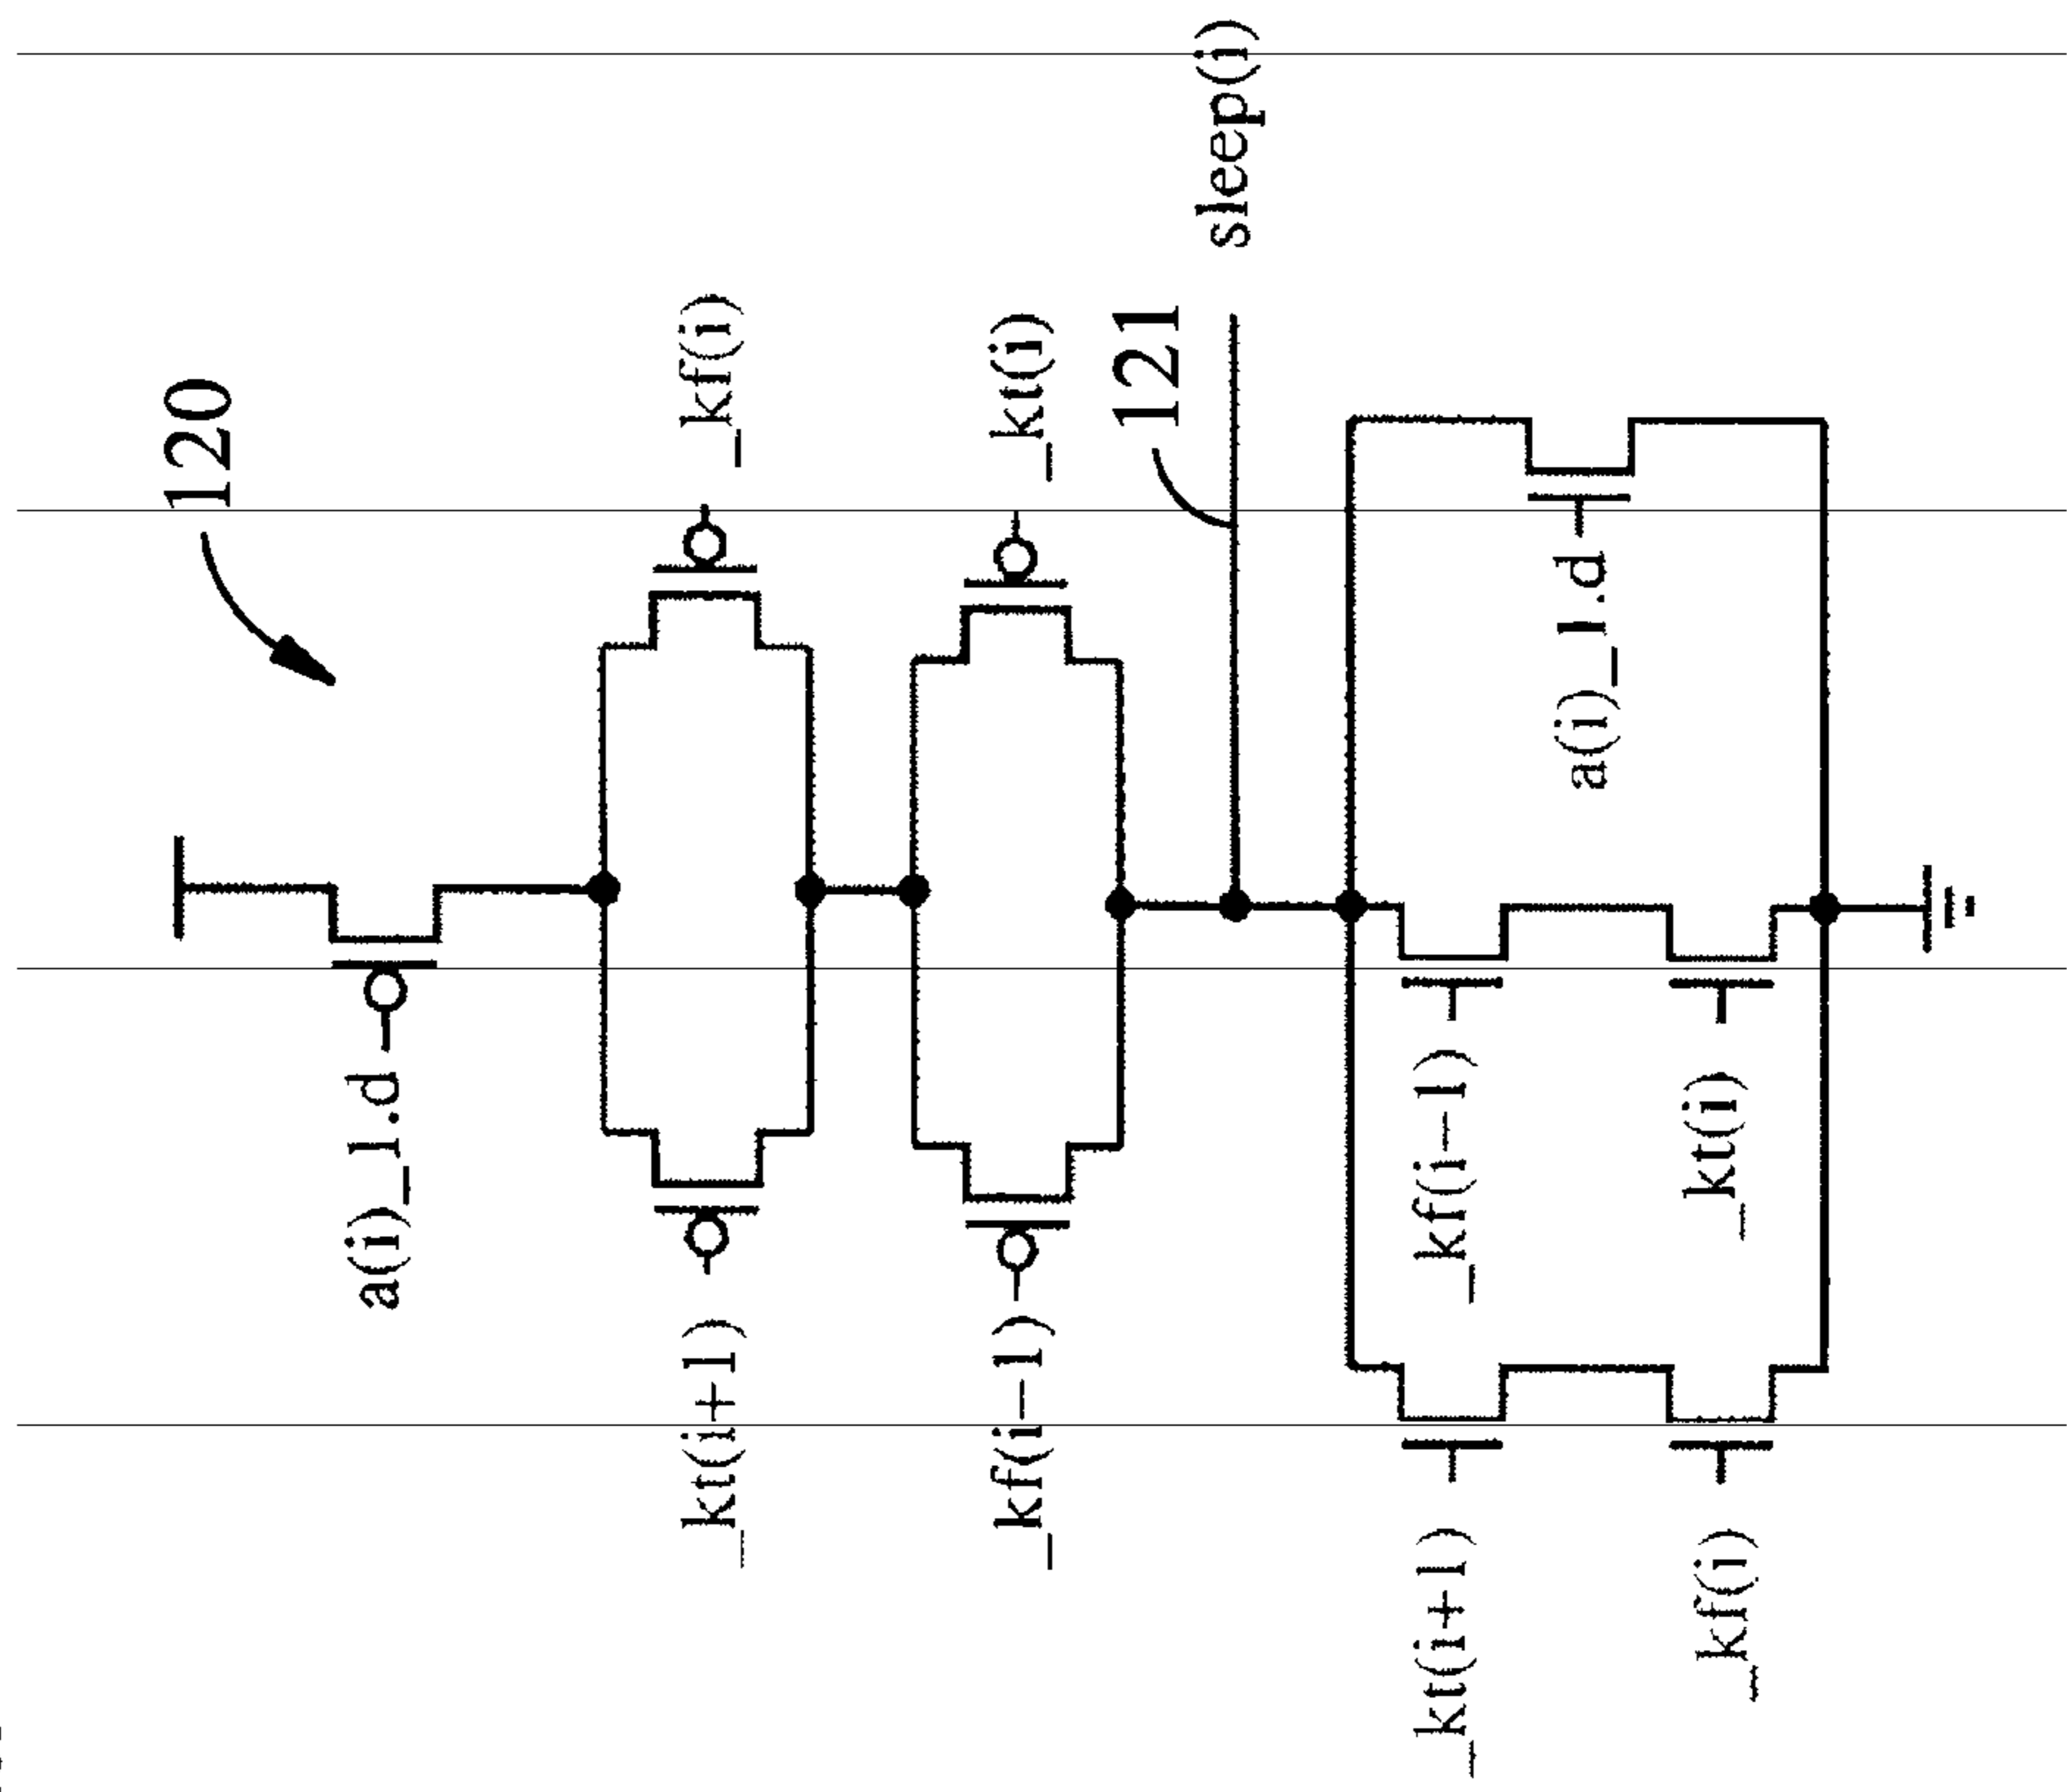 120
a(i)_1.d
_kt(i+1)
_kf(i)
_kf(i-1)
_kt(i)
121
sleep(i)
_kt(i+1)
_kf(i-1)
a(i)_1.d
_kf(i)
_kt(i)